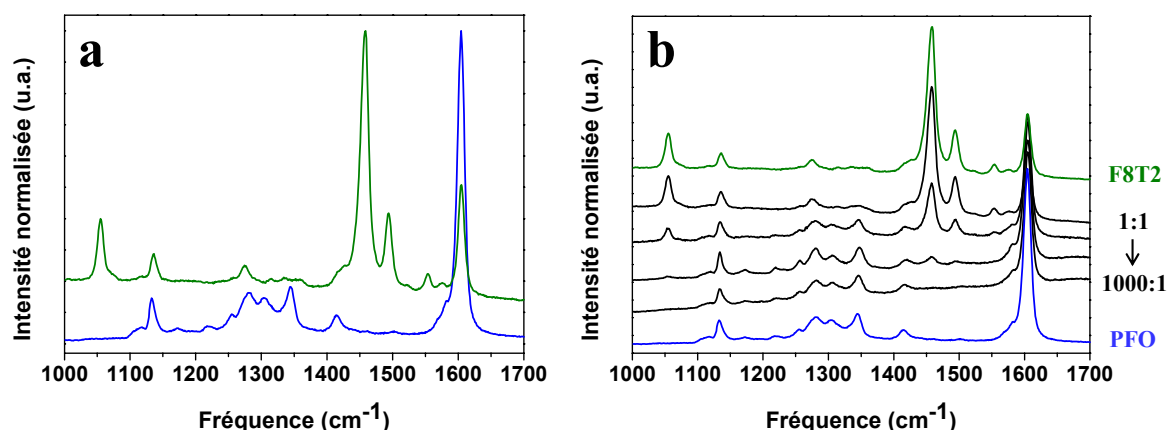 a
Intensité normalisée (u.a.)
1000 1100 1200 1300 1400 1500 1600 1700
Fréquence (cm-1)
b
Intensité normalisée (u.a.)
1000 1100 1200 1300 1400 1500 1600 1700
Fréquence (cm-1)
F8T2
1:1
1000:1
PFO